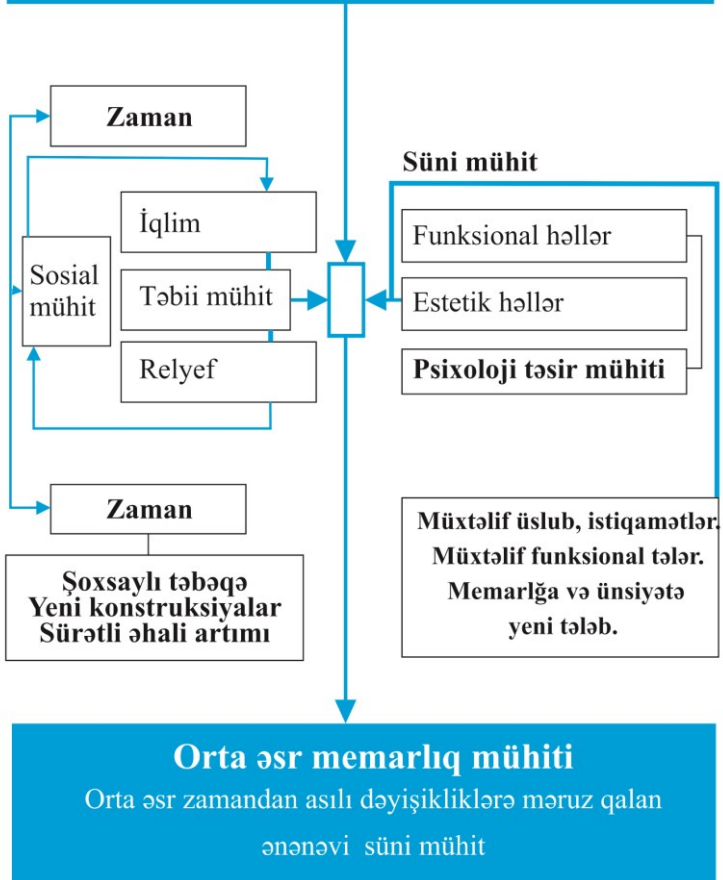 Zaman
Süni mühit
İqlim
Funksional həllər
Sosial
mühit
Təbii mühit
Estetik həllər
Relyef
Psixoloji təsir mühiti
Zaman
Şoxsaylı təbəqə
Yeni konstruksiyalar
Sürətli əhali artımı
Müxtəlif üslub, istiqamətlər.
Müxtəlif funksional tələr.
Memarlğa və ünsiyətə
yeni tələb.
Orta əsr memarlıq mühiti
Orta əsr zamandan asılı dəyişikliklərə məruz qalan
ənənəvi süni mühit